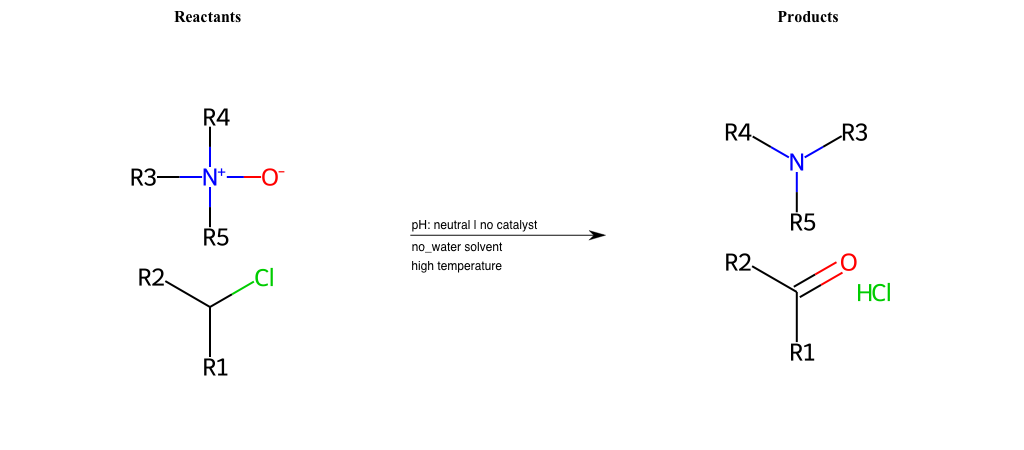 Reactants
Products
R4
R3 N+ O-
R5
R2 Cl
R1
pH: neutral | no catalyst
no_water solvent
high temperature
R4 R3
N
R5
R2 O
HCl
R1